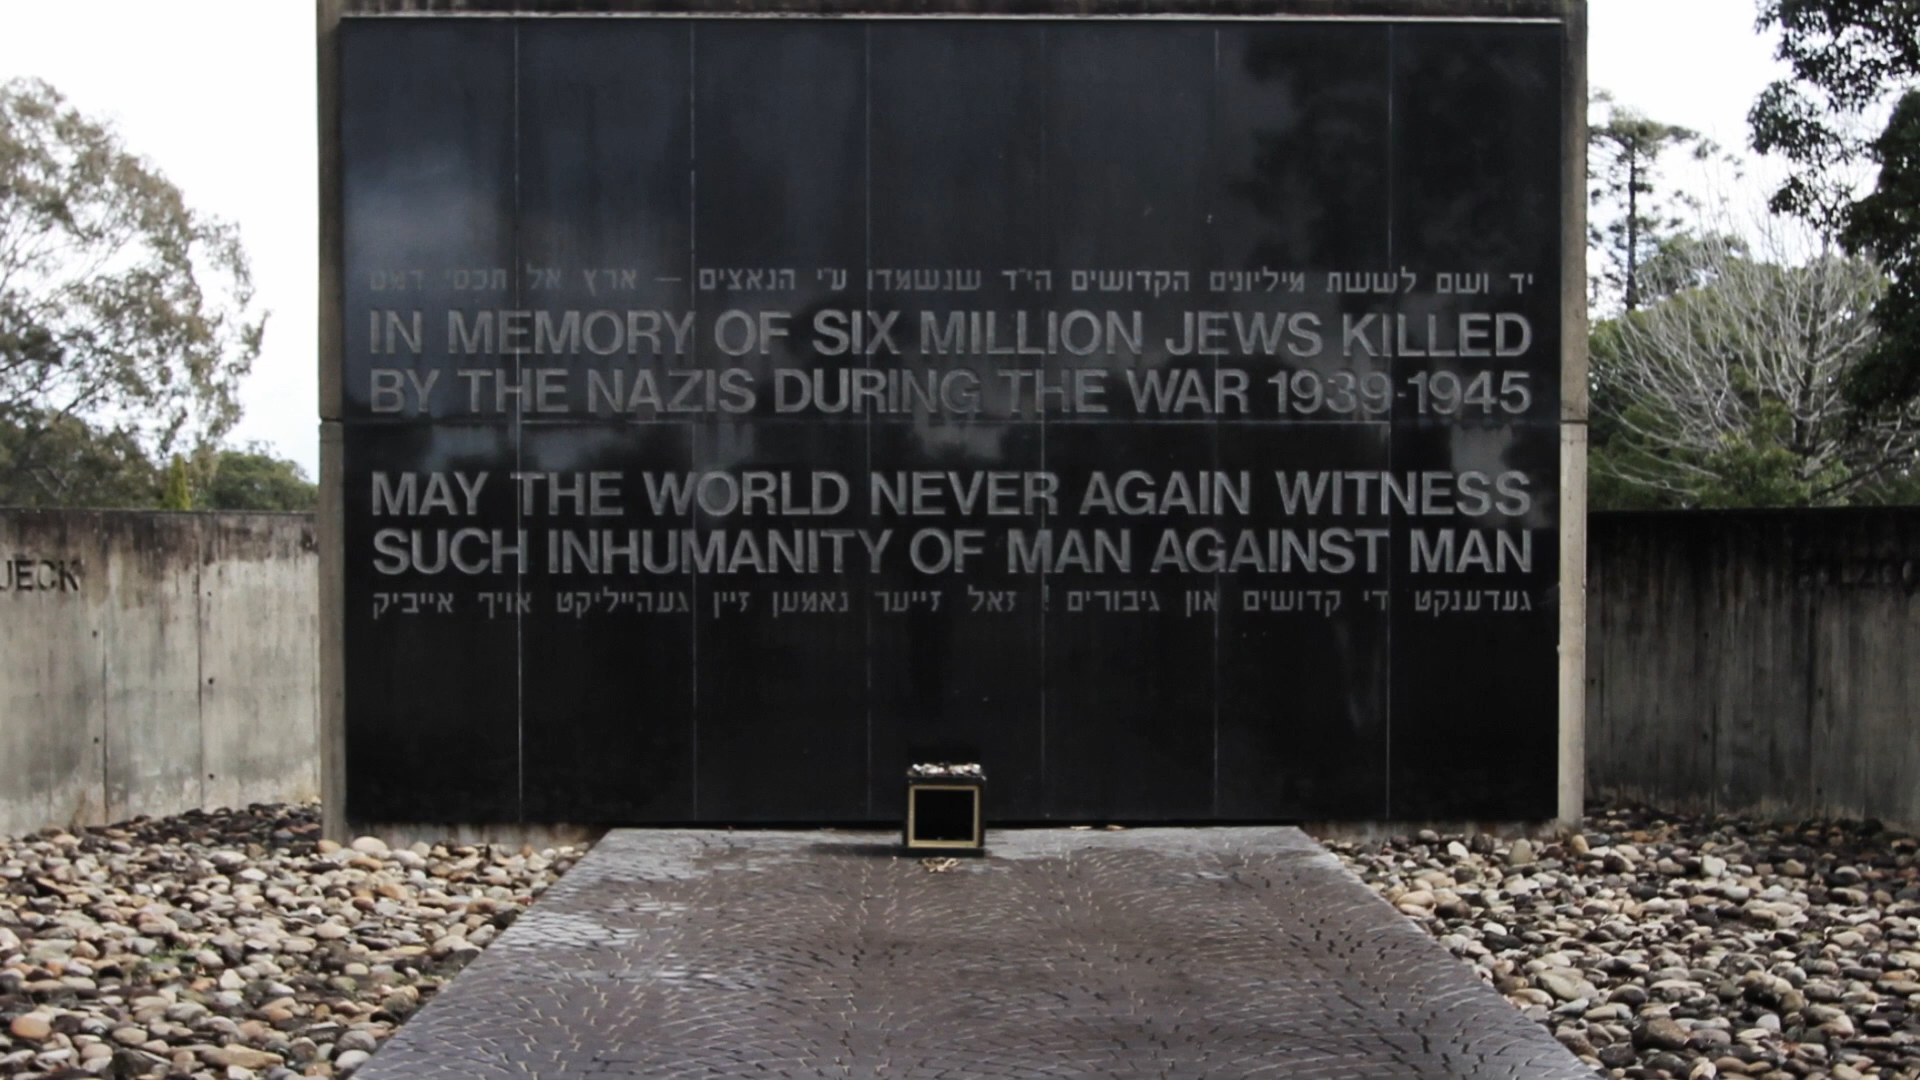 יד ושם לששת מיליונים הקדושים הי"ד שנשמדו ע"י הנאצים — ארץ אל תכסי דמם
IN MEMORY OF SIX MILLION JEWS KILLED
BY THE NAZIS DURING THE WAR 1939-1945
MAY THE WORLD NEVER AGAIN WITNESS
SUCH INHUMANITY OF MAN AGAINST MAN
געדענקט די קדושים און גיבורים ! זאל זייער נאמען זיין געהייליקט אויף אייביק
UECK